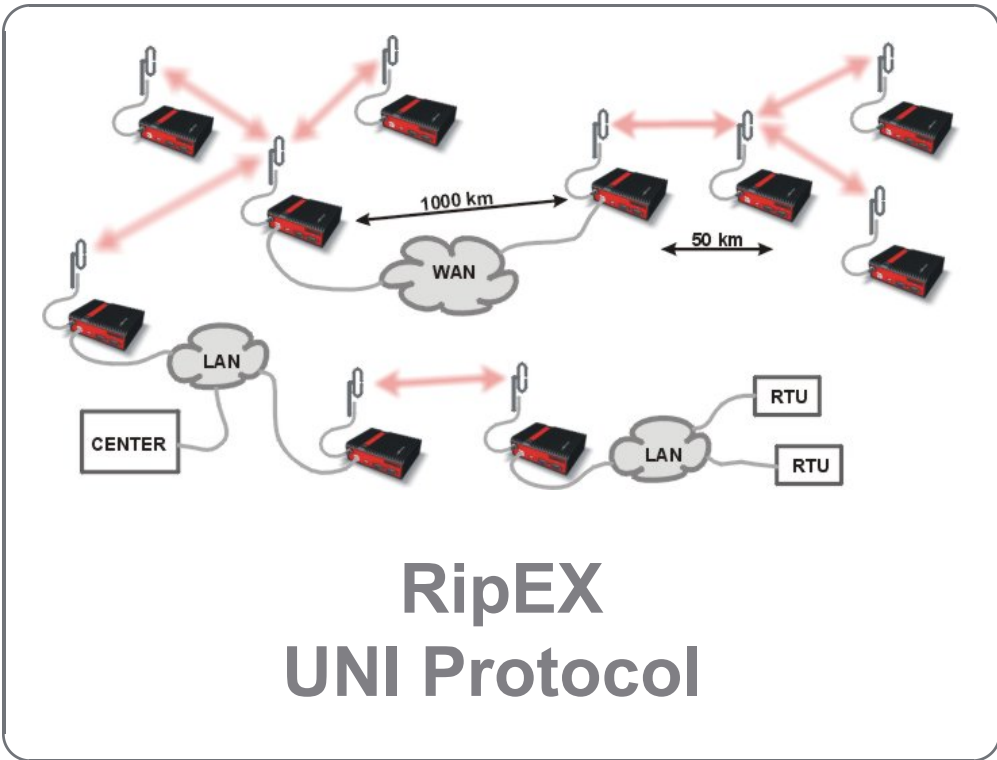 1000 km
50 km
WAN
LAN
CENTER
RTU
LAN
RTU
RipEX
UNI Protocol